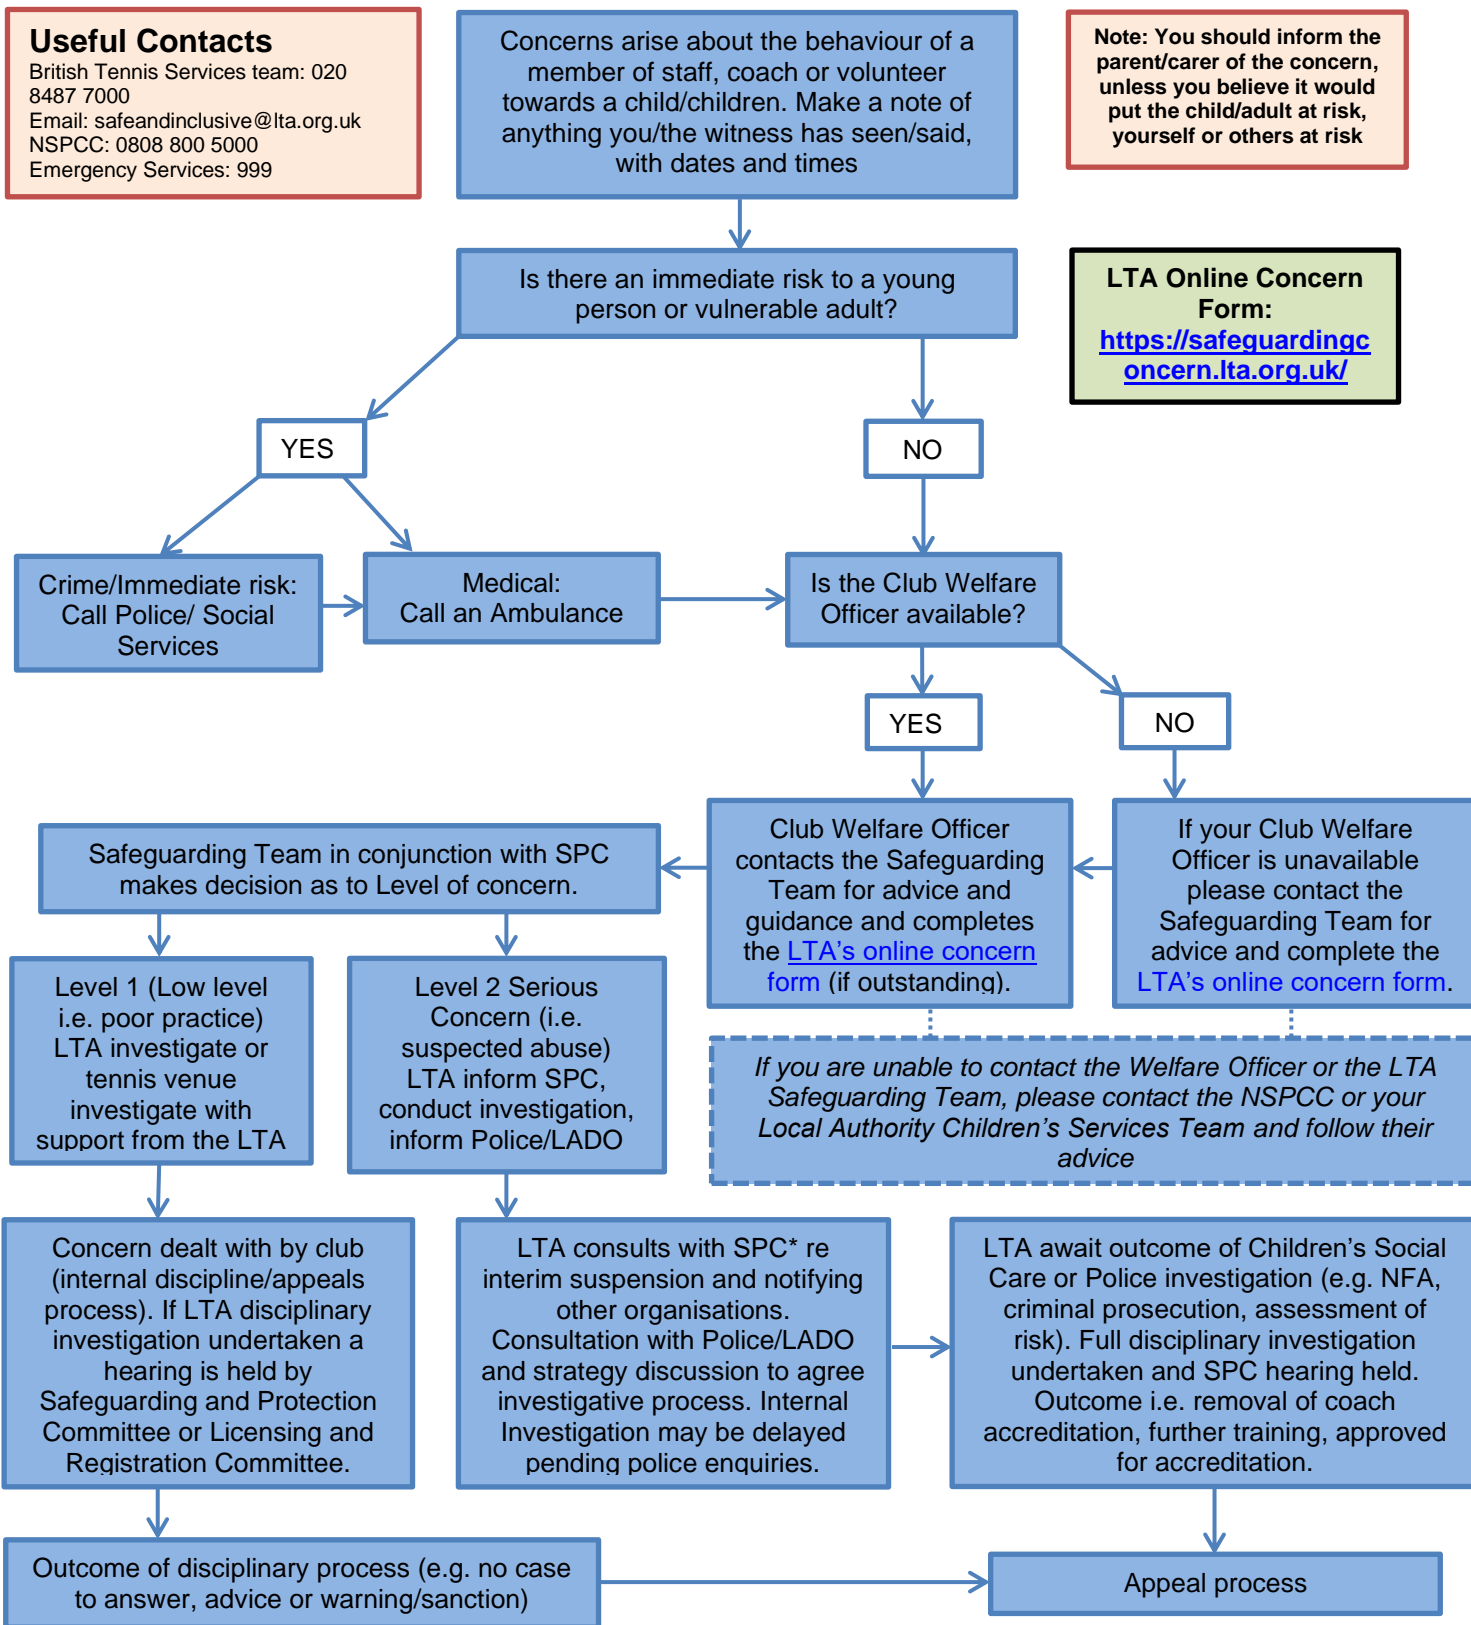 Useful Contacts
British Tennis Services team: 020
8487 7000
Email: safeandinclusive@lta.org.uk
NSPCC: 0808 800 5000
Emergency Services: 999
Concerns arise about the behaviour of a
member of staff, coach or volunteer
towards a child/children. Make a note of
anything you/the witness has seen/said,
with dates and times
Note: You should inform the
parent/carer of the concern,
unless you believe it would
put the child/adult at risk,
yourself or others at risk
Is there an immediate risk to a young
person or vulnerable adult?
LTA Online Concern
Form:
https://safeguardingc
oncern.lta.org.uk/
YES
NO
Crime/Immediate risk:
Call Police/ Social
Services
Medical:
Call an Ambulance
Is the Club Welfare
Officer available?
YES
NO
Safeguarding Team in conjunction with SPC
makes decision as to Level of concern.
Club Welfare Officer
contacts the Safeguarding
Team for advice and
guidance and completes
the LTA's online concern
form (if outstanding).
If your Club Welfare
Officer is unavailable
please contact the
Safeguarding Team for
advice and complete the
LTA's online concern form.
Level 1 (Low level
i.e. poor practice)
LTA investigate or
tennis venue
investigate with
support from the LTA
Level 2 Serious
Concern (i.e.
suspected abuse)
LTA inform SPC,
conduct investigation,
inform Police/LADO
If you are unable to contact the Welfare Officer or the LTA
Safeguarding Team, please contact the NSPCC or your
Local Authority Children's Services Team and follow their
advice
Concern dealt with by club
(internal discipline/appeals
process). If LTA disciplinary
investigation undertaken a
hearing is held by
Safeguarding and Protection
Committee or Licensing and
Registration Committee.
LTA consults with SPC* re
interim suspension and notifying
other organisations.
Consultation with Police/LADO
and strategy discussion to agree
investigative process. Internal
Investigation may be delayed
pending police enquiries.
LTA await outcome of Children's Social
Care or Police investigation (e.g. NFA,
criminal prosecution, assessment of
risk). Full disciplinary investigation
undertaken and SPC hearing held.
Outcome i.e. removal of coach
accreditation, further training, approved
for accreditation.
Outcome of disciplinary process (e.g. no case
to answer, advice or warning/sanction)
Appeal process